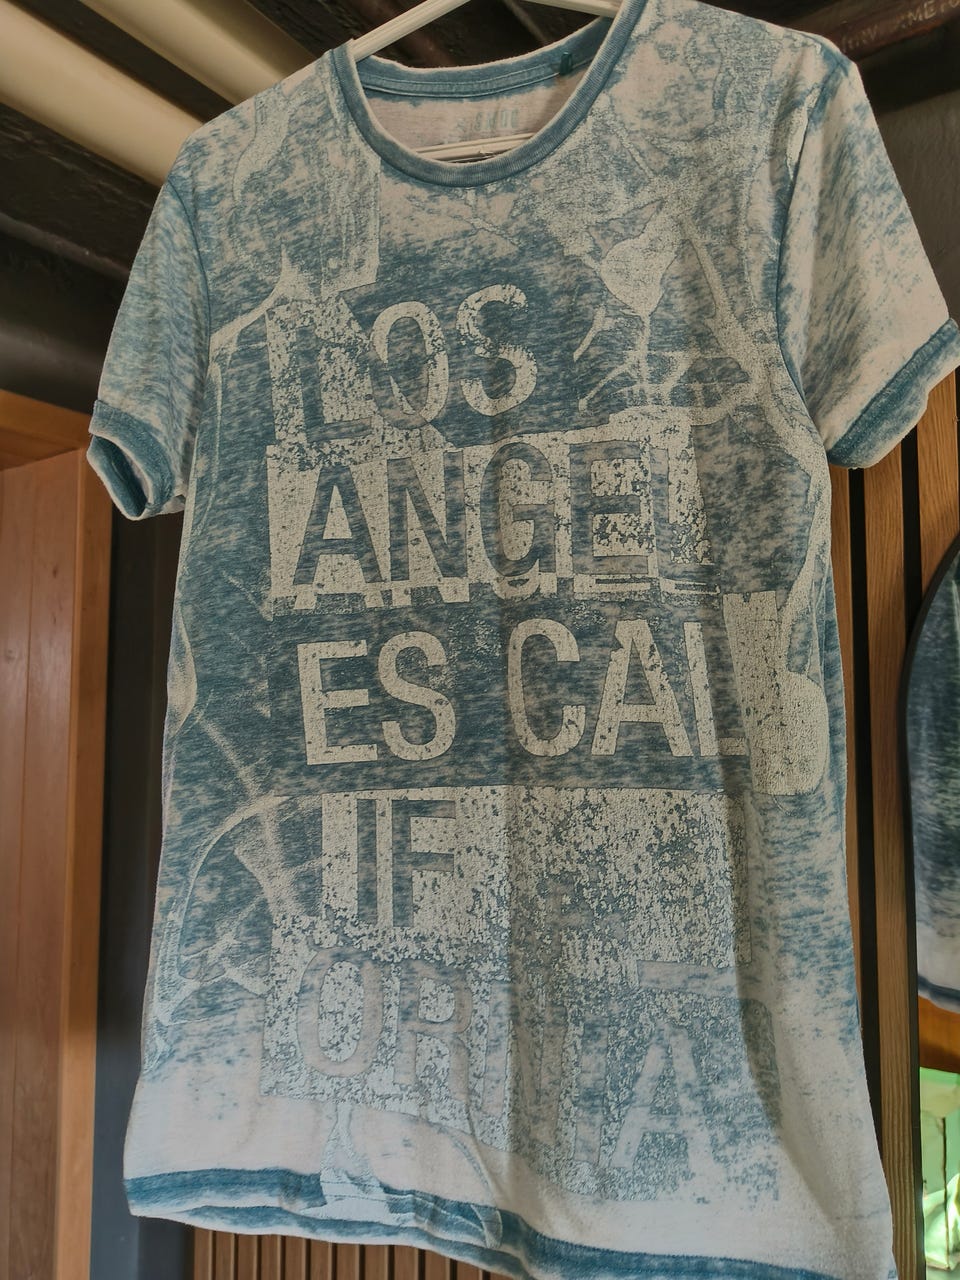 LOS
ANGEL
ES CAL
IF
ORNIA